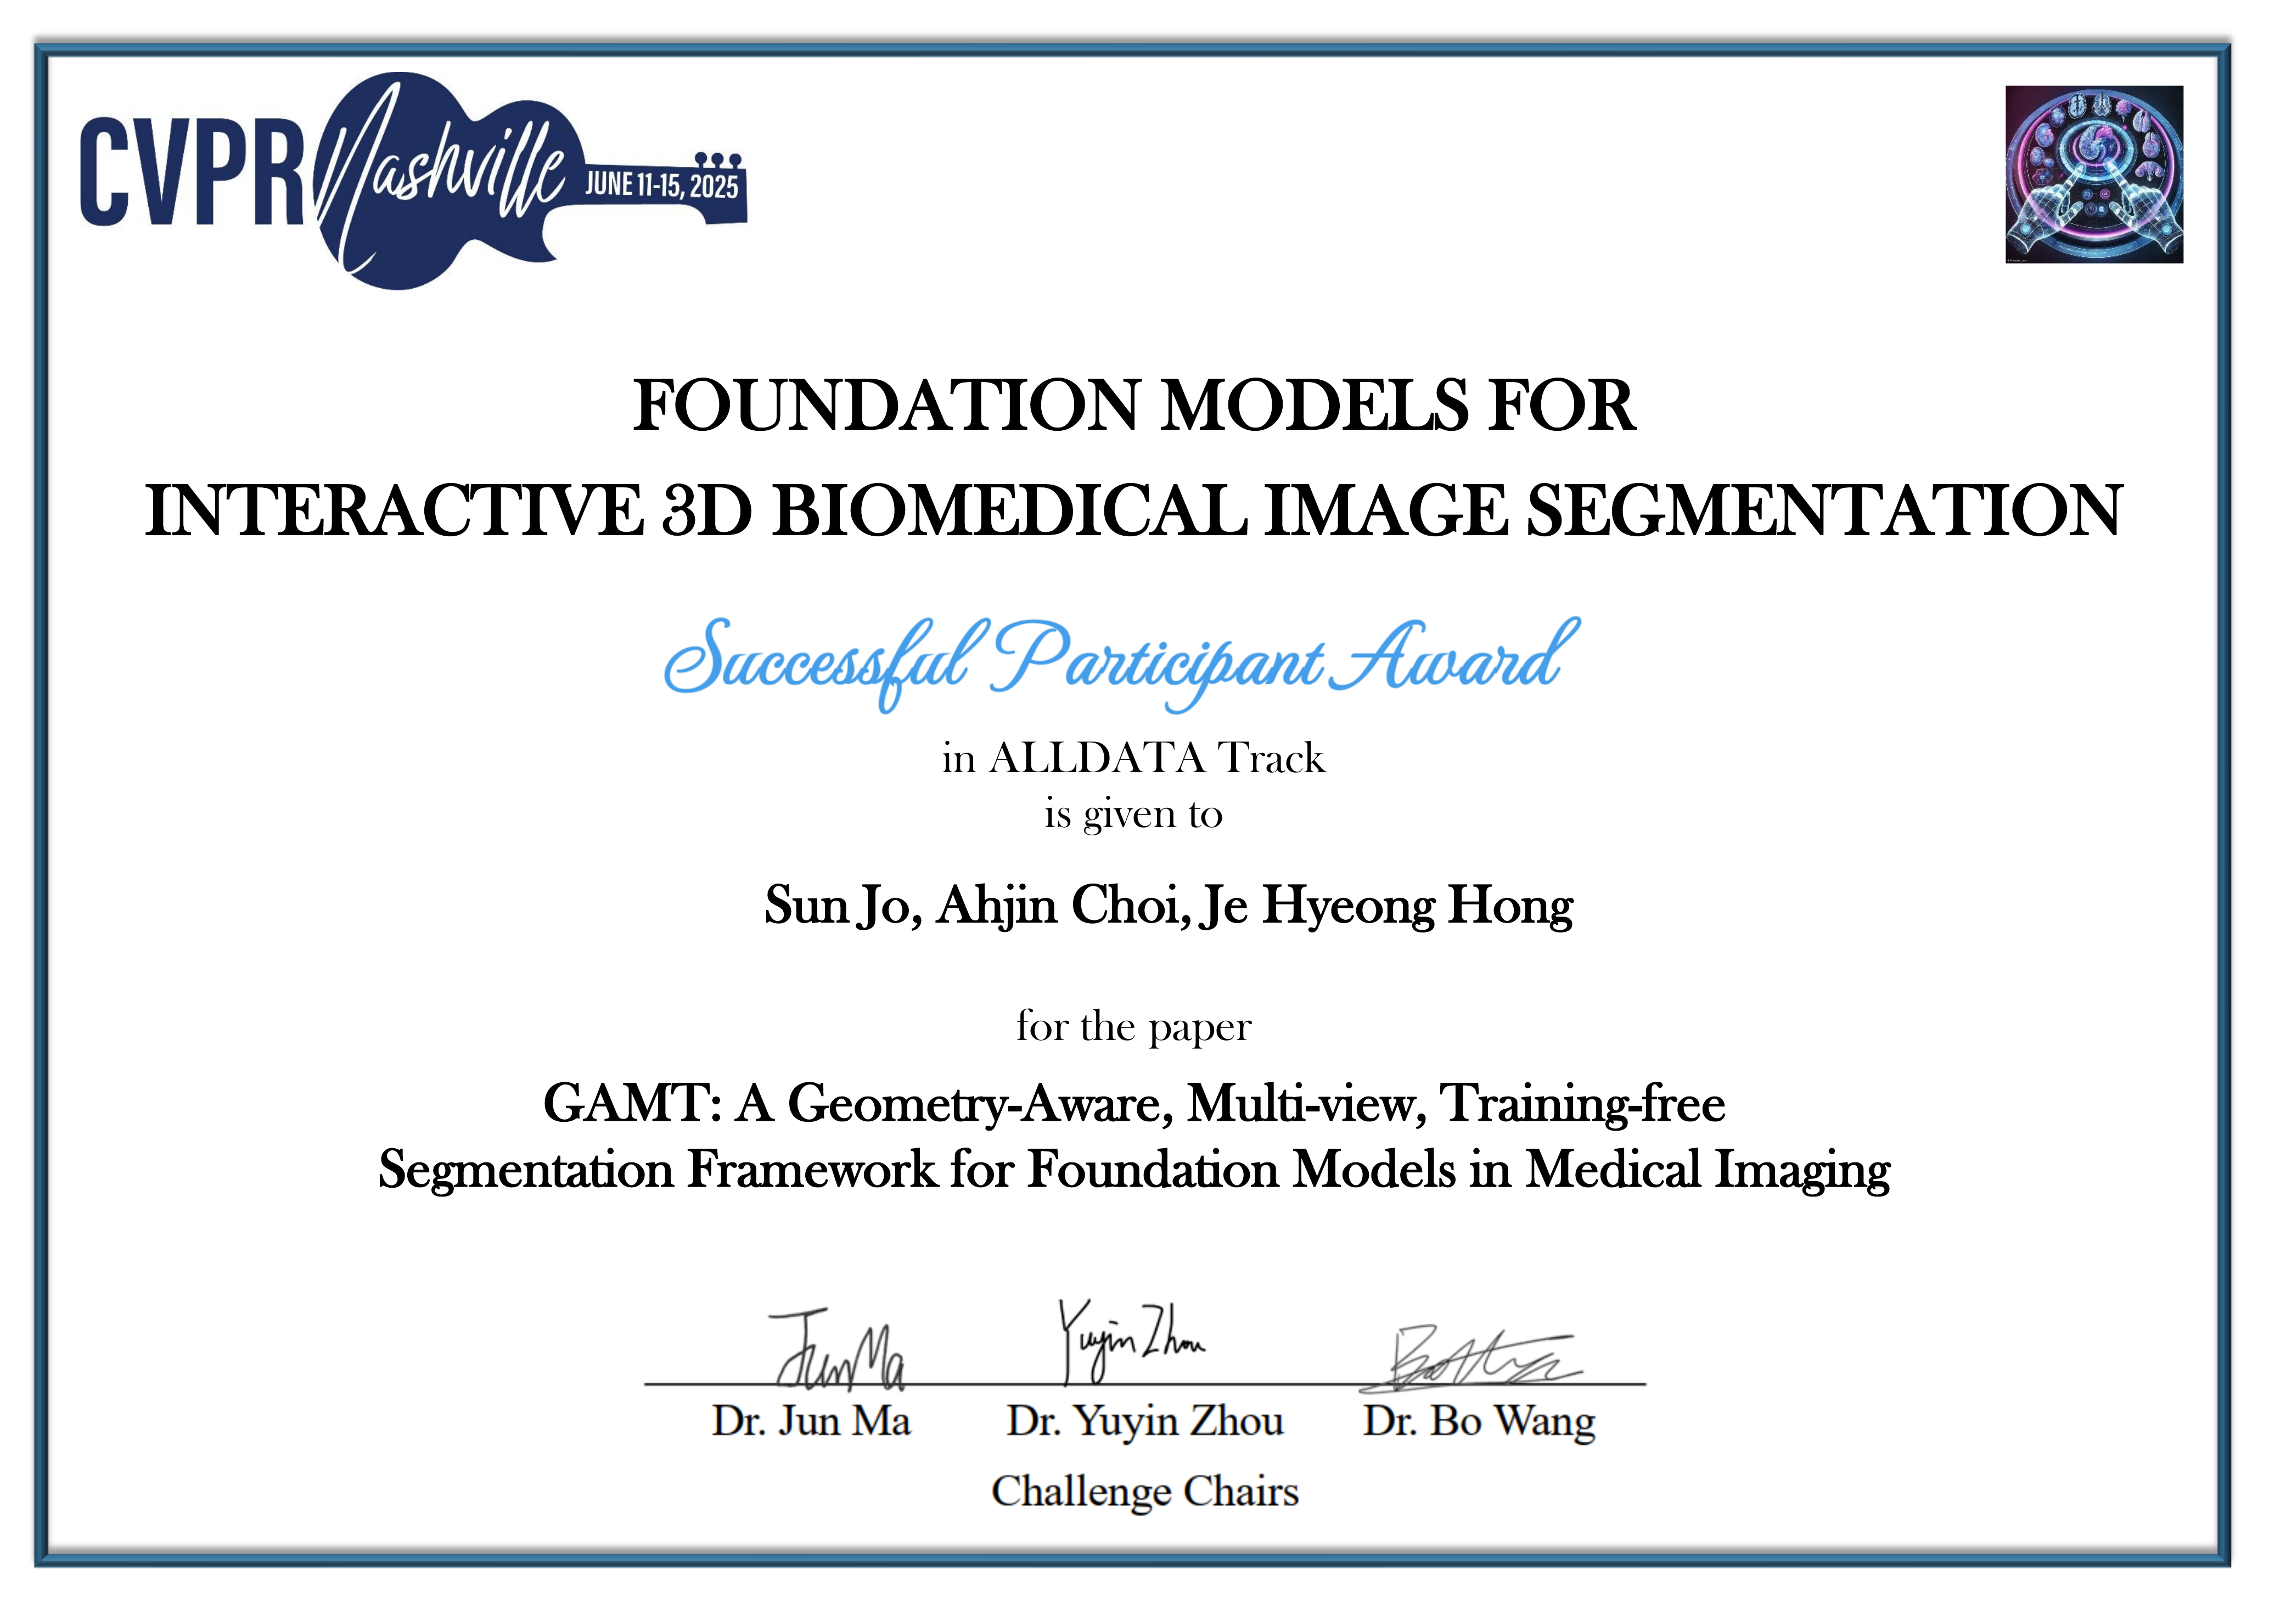 CVPR Nashville JUNE 11-15, 2025
FOUNDATION MODELS FOR
INTERACTIVE 3D BIOMEDICAL IMAGE SEGMENTATION
Successful Participant Award
in ALLDATA Track
is given to
Sun Jo, Ahjin Choi, Je Hyeong Hong
for the paper
GAMT: A Geometry-Aware, Multi-view, Training-free
Segmentation Framework for Foundation Models in Medical Imaging
Jun Ma Yuyin Zhou
Dr. Jun Ma Dr. Yuyin Zhou Dr. Bo Wang
Challenge Chairs